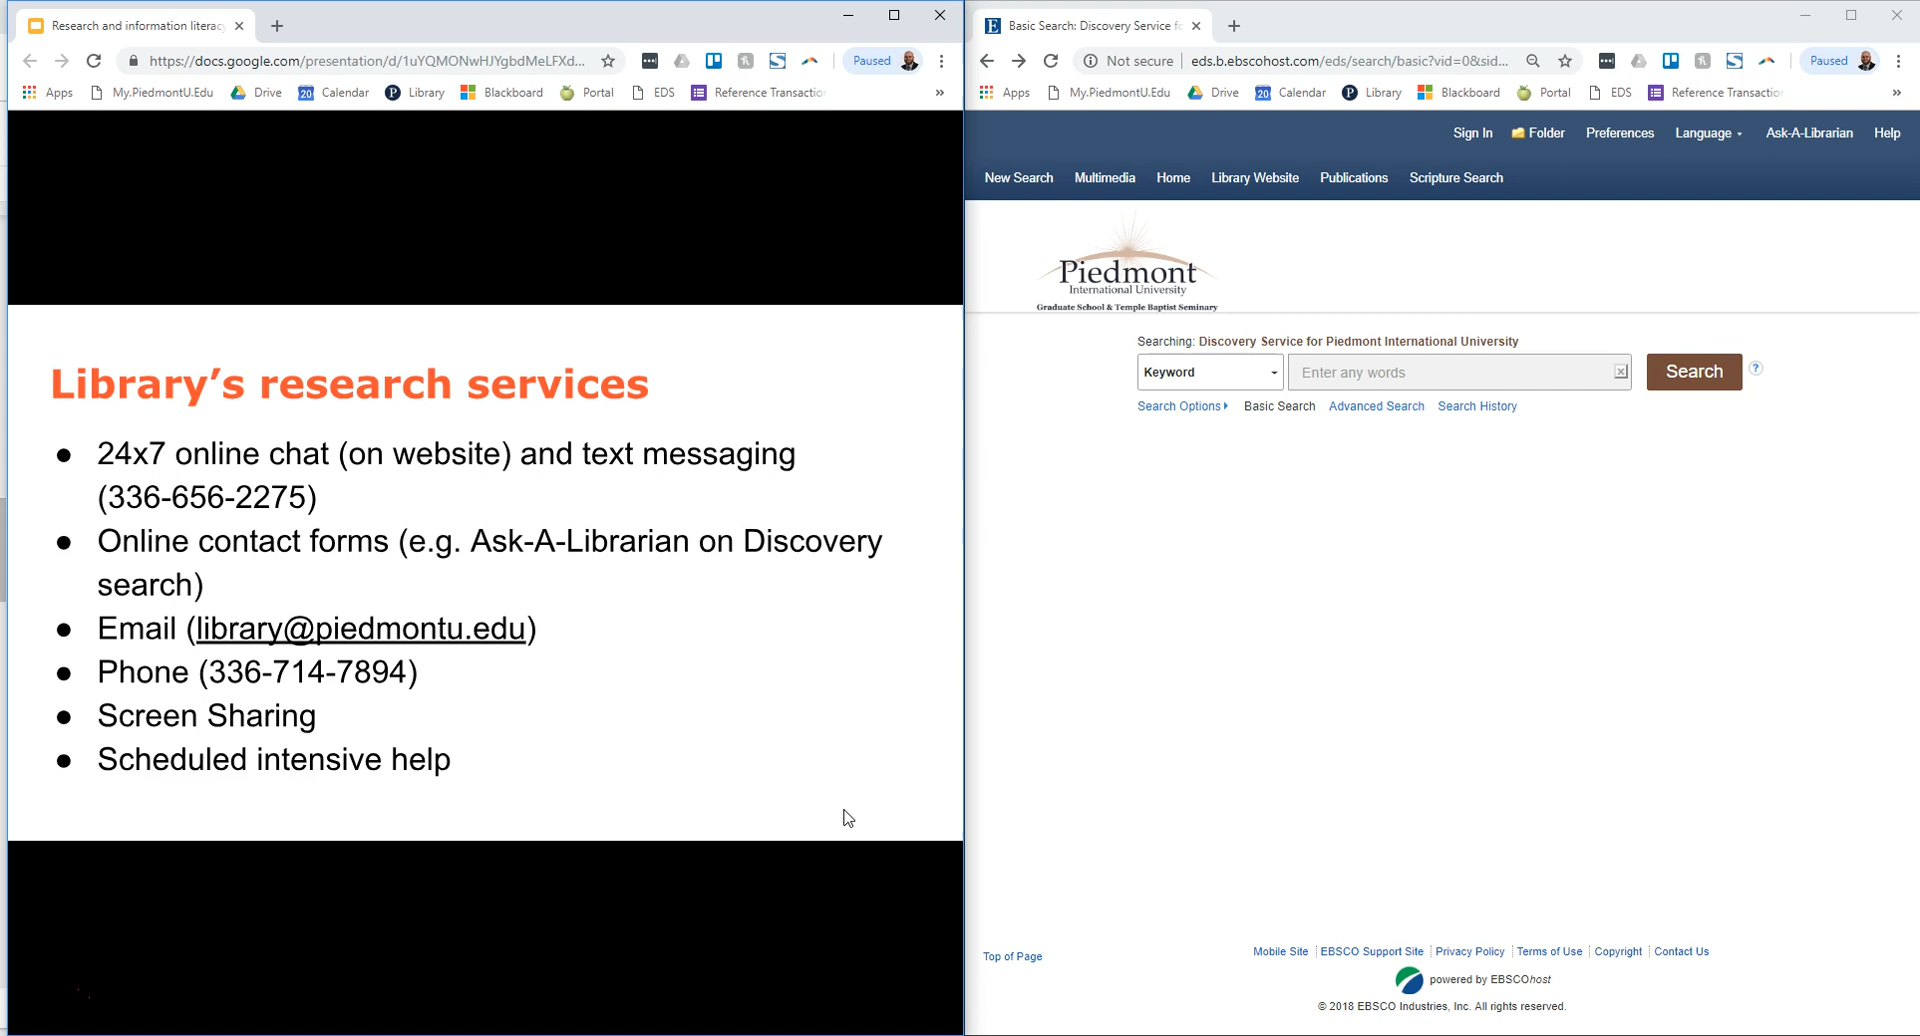 Research and information literac
https://docs.google.com/presentation/d/1uYQMONwHJYgbdMeLFXd...
Paused
Apps
My.PiedmontU.Edu
Drive
Calendar
Library
Blackboard
Portal
EDS
Reference Transactio
»
Library's research services
● 24x7 online chat (on website) and text messaging
(336-656-2275)
● Online contact forms (e.g. Ask-A-Librarian on Discovery
search)
● Email (library@piedmontu.edu)
● Phone (336-714-7894)
● Screen Sharing
● Scheduled intensive help
Basic Search: Discovery Service f
Not secure
eds.b.ebscohost.com/eds/search/basic?vid=0&sid...
Paused
Apps
My.PiedmontU.Edu
Drive
Calendar
Library
Blackboard
Portal
EDS
Reference Transactio
»
Sign In Folder Preferences Language Ask-A-Librarian Help
New Search Multimedia Home Library Website Publications Scripture Search
Piedmont
International University
Graduate School & Temple Baptist Seminary
Searching: Discovery Service for Piedmont International University
Keyword Enter any words Search ?
Search Options Basic Search Advanced Search Search History
Top of Page
Mobile Site EBSCO Support Site Privacy Policy Terms of Use Copyright Contact Us
powered by EBSCOhost
© 2018 EBSCO Industries, Inc. All rights reserved.